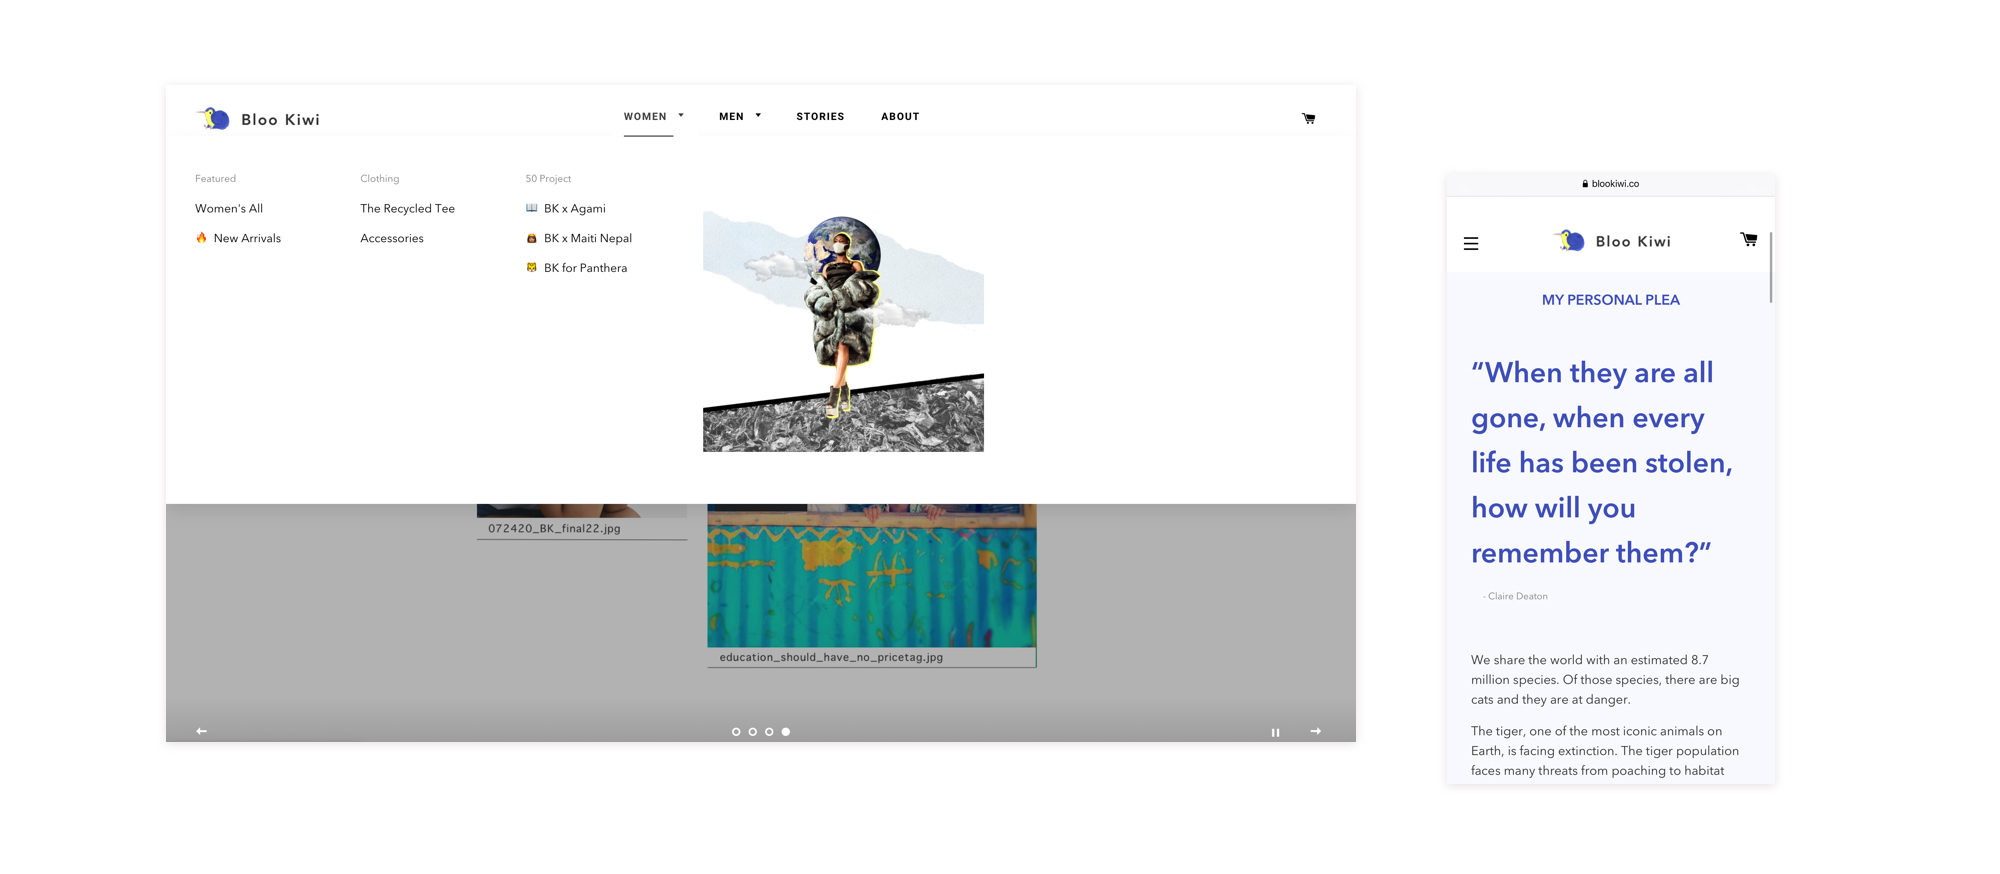 Bloo Kiwi
WOMEN
MEN
STORIES
ABOUT
Featured
Women's All
🔥 New Arrivals
Clothing
The Recycled Tee
Accessories
50 Project
📖 BK x Agami
👜 BK x Maiti Nepal
🐯 BK for Panthera
072420_BK_final22.jpg
education_should_have_no_pricetag.jpg
blookiwi.co
Bloo Kiwi
MY PERSONAL PLEA
“When they are all
gone, when every
life has been stolen,
how will you
remember them?”
- Claire Deaton
We share the world with an estimated 8.7
million species. Of those species, there are big
cats and they are at danger.
The tiger, one of the most iconic animals on
Earth, is facing extinction. The tiger population
faces many threats from poaching to habitat